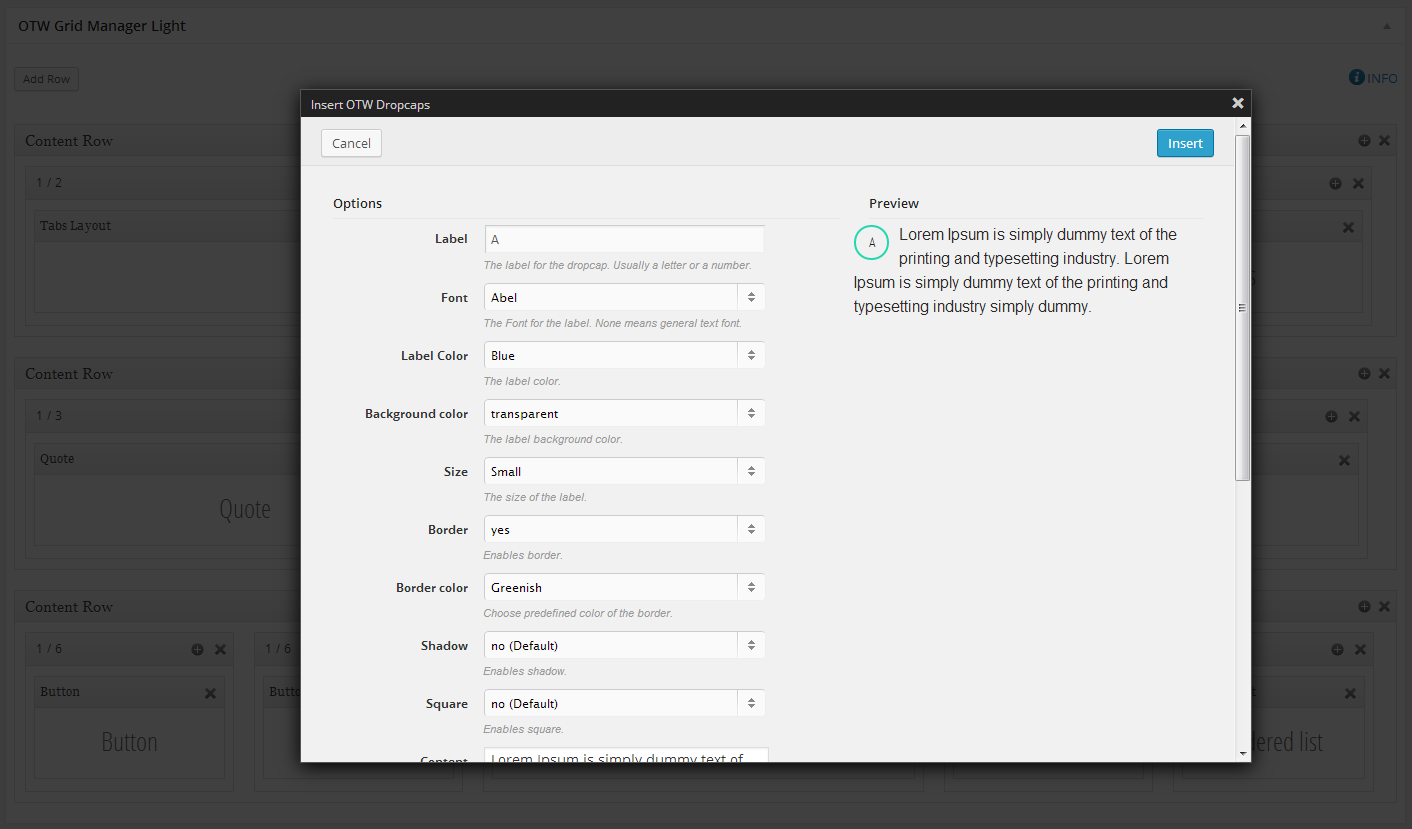 OTW Grid Manager Light
Add Row
INFO
Insert OTW Dropcaps
Cancel
Insert
Options
Preview
Label
A
The label for the dropcap. Usually a letter or a number.
Font
Abel
The Font for the label. None means general text font.
Label Color
Blue
The label color.
Background color
transparent
The label background color.
Size
Small
The size of the label.
Border
yes
Enables border.
Border color
Greenish
Choose predefined color of the border.
Shadow
no (Default)
Enables shadow.
Square
no (Default)
Enables square.
Content
Lorem Ipsum is simply dummy text of
A
Lorem Ipsum is simply dummy text of the
printing and typesetting industry. Lorem
Ipsum is simply dummy text of the printing and
typesetting industry simply dummy.
Content Row
1 / 2
Tabs Layout
Content Row
1 / 3
Quote
Quote
Content Row
1 / 6
1 / 6
Button
Button
dered list